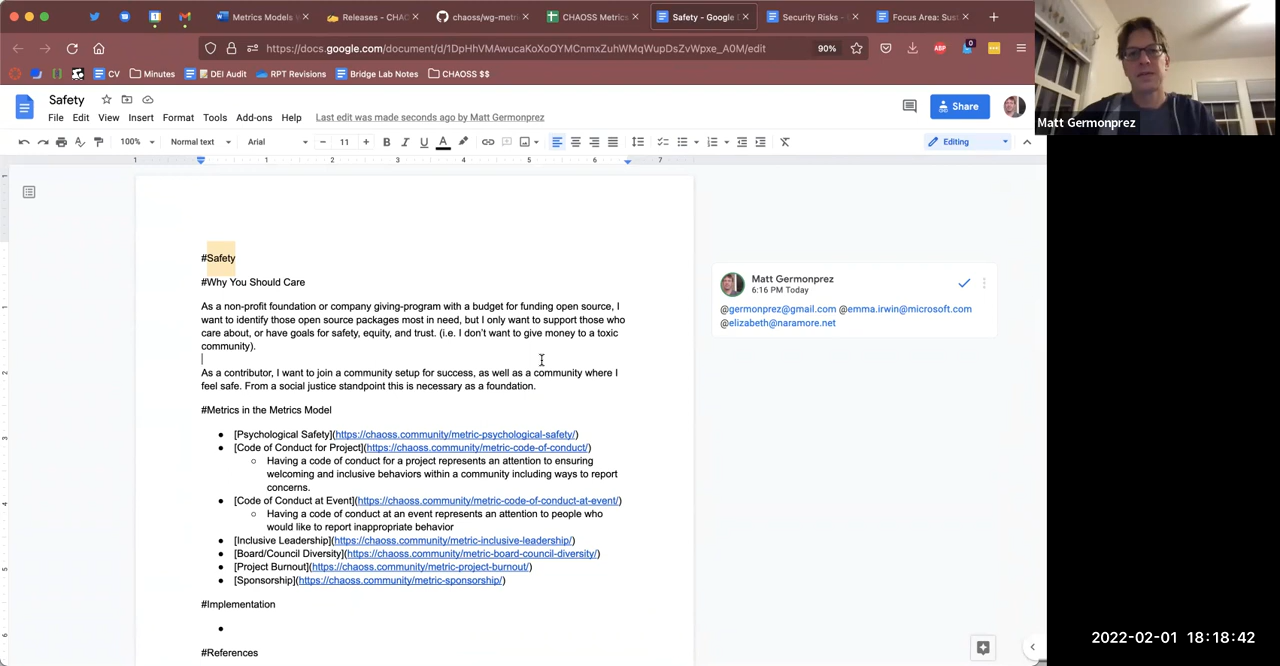 Metrics Models
Releases - CHAO
chaoss/wg-metri
CHAOSS Metrics
Safety - Google D
Security Risks -
Focus Area: Sus
https://docs.google.com/document/d/1DpHhVMAwucaKoXoOYMCnmxZuhWMqWupDsZvWpxe_A0M/edit
90%
ABP
0
CV
Minutes
DEI Audit
RPT Revisions
Bridge Lab Notes
CHAOSS $$
Matt Germonprez
Safety
File Edit View Insert Format Tools Add-ons Help
Last edit was made seconds ago by Matt Germonprez
Share
100%
Normal text
Arial
11
B I U A
Editing
1 1 2 3 4 5 6 7
#Safety
#Why You Should Care
As a non-profit foundation or company giving-program with a budget for funding open source, I
want to identify those open source packages most in need, but I only want to support those who
care about, or have goals for safety, equity, and trust. (i.e. I don't want to give money to a toxic
community).
As a contributor, I want to join a community setup for success, as well as a community where I
feel safe. From a social justice standpoint this is necessary as a foundation.
#Metrics in the Metrics Model
● [Psychological Safety](https://chaoss.community/metric-psychological-safety/)
● [Code of Conduct for Project](https://chaoss.community/metric-code-of-conduct/)
○ Having a code of conduct for a project represents an attention to ensuring
welcoming and inclusive behaviors within a community including ways to report
concerns.
● [Code of Conduct at Event](https://chaoss.community/metric-code-of-conduct-at-event/)
○ Having a code of conduct at an event represents an attention to people who
would like to report inappropriate behavior
● [Inclusive Leadership](https://chaoss.community/metric-inclusive-leadership/)
● [Board/Council Diversity](https://chaoss.community/metric-board-council-diversity/)
● [Project Burnout](https://chaoss.community/metric-project-burnout/)
● [Sponsorship](https://chaoss.community/metric-sponsorship/)
#Implementation
●
#References
Matt Germonprez
6:16 PM Today
@germonprez@gmail.com @emma.irwin@microsoft.com
@elizabeth@naramore.net
2022-02-01 18:18:42